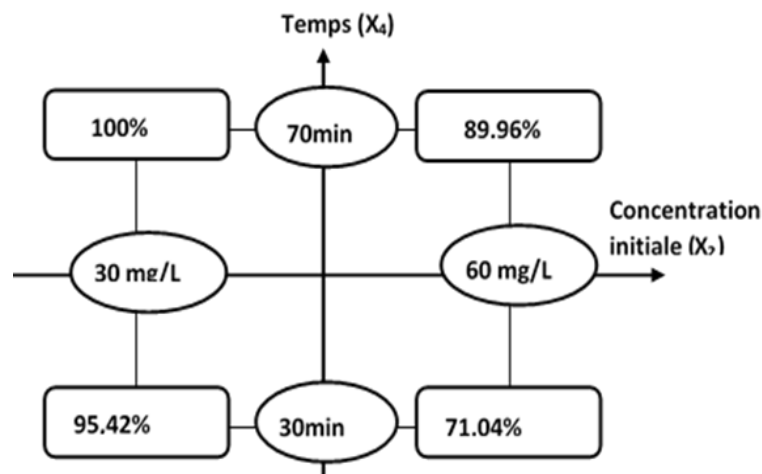 Temps (X₄)
100%
70min
89.96%
Concentration
initiale (X₂)
30 mg/L
60 mg/L
95.42%
30min
71.04%